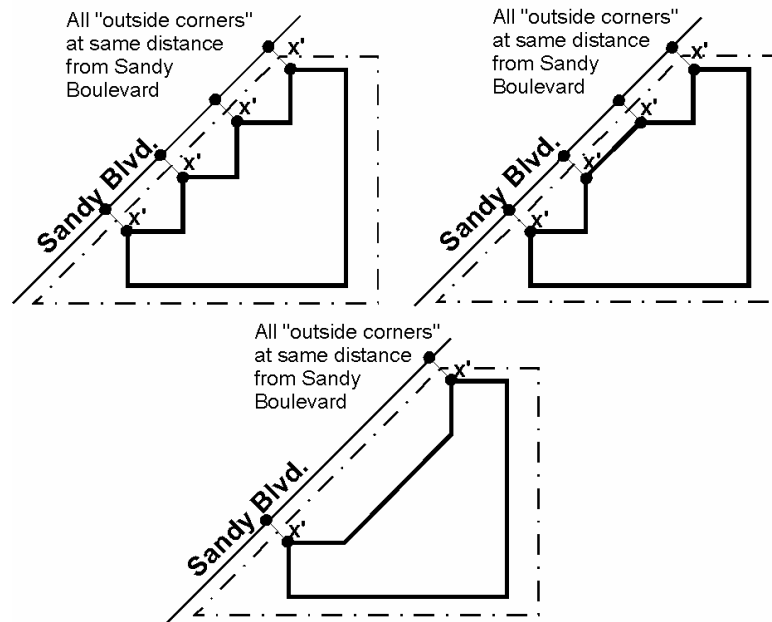 All "outside corners"
at same distance
from Sandy
Boulevard
x'
x'
x'
x'
Sandy Blvd.
All "outside corners"
at same distance
from Sandy
Boulevard
x'
x'
x'
x'
Sandy Blvd.
All "outside corners"
at same distance
from Sandy
Boulevard
x'
x'
Sandy Blvd.